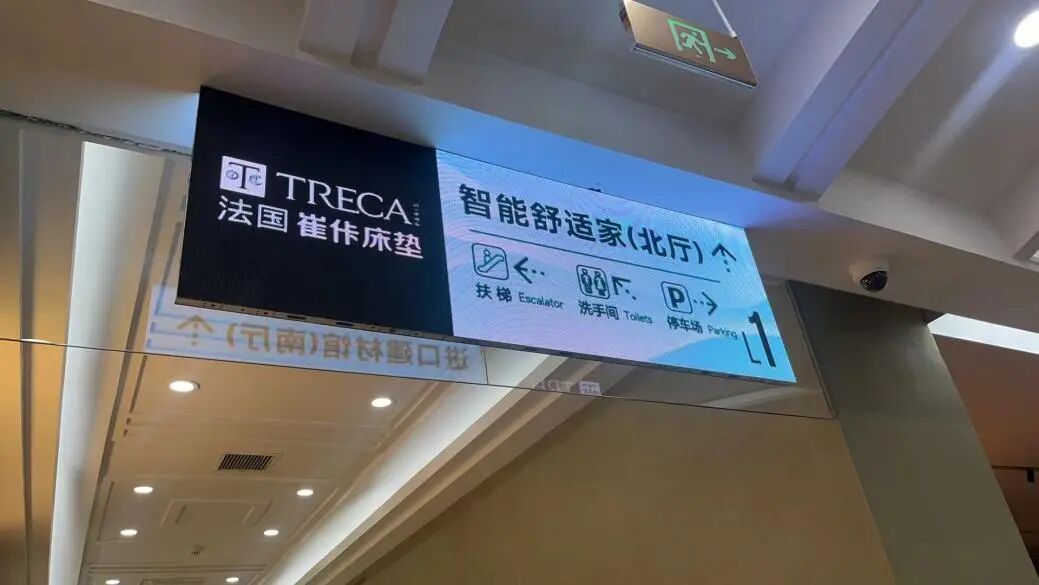 TRECA
法国 崔佧床垫
智能舒适家(北厅)
扶梯 Escalator
洗手间 Toilets
P
停车场 Parking
L1
进口建材馆(南厅)